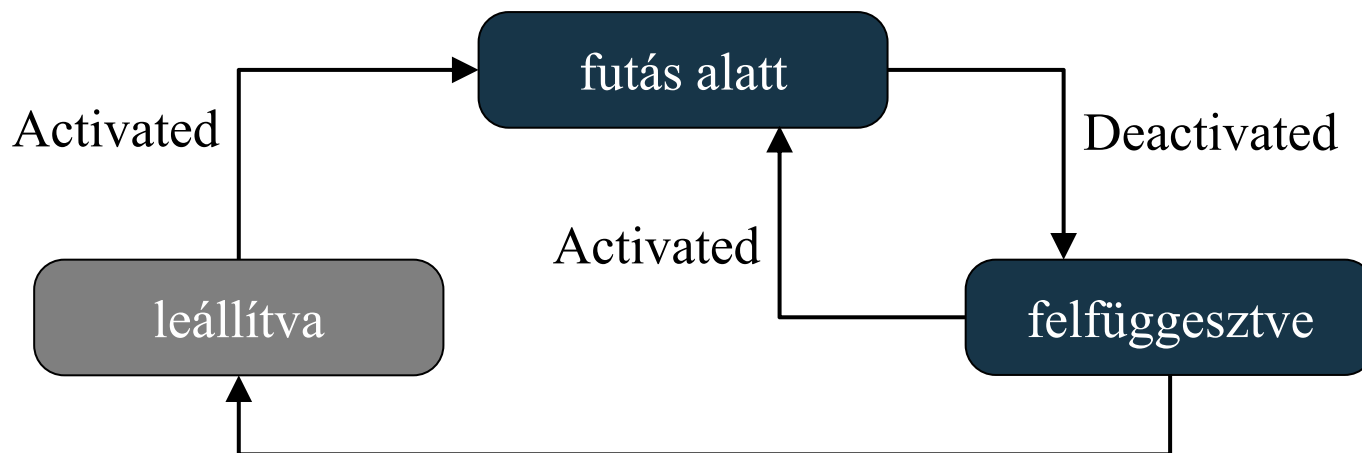 futás alatt
Activated
Deactivated
Activated
leállítva
felfüggesztve